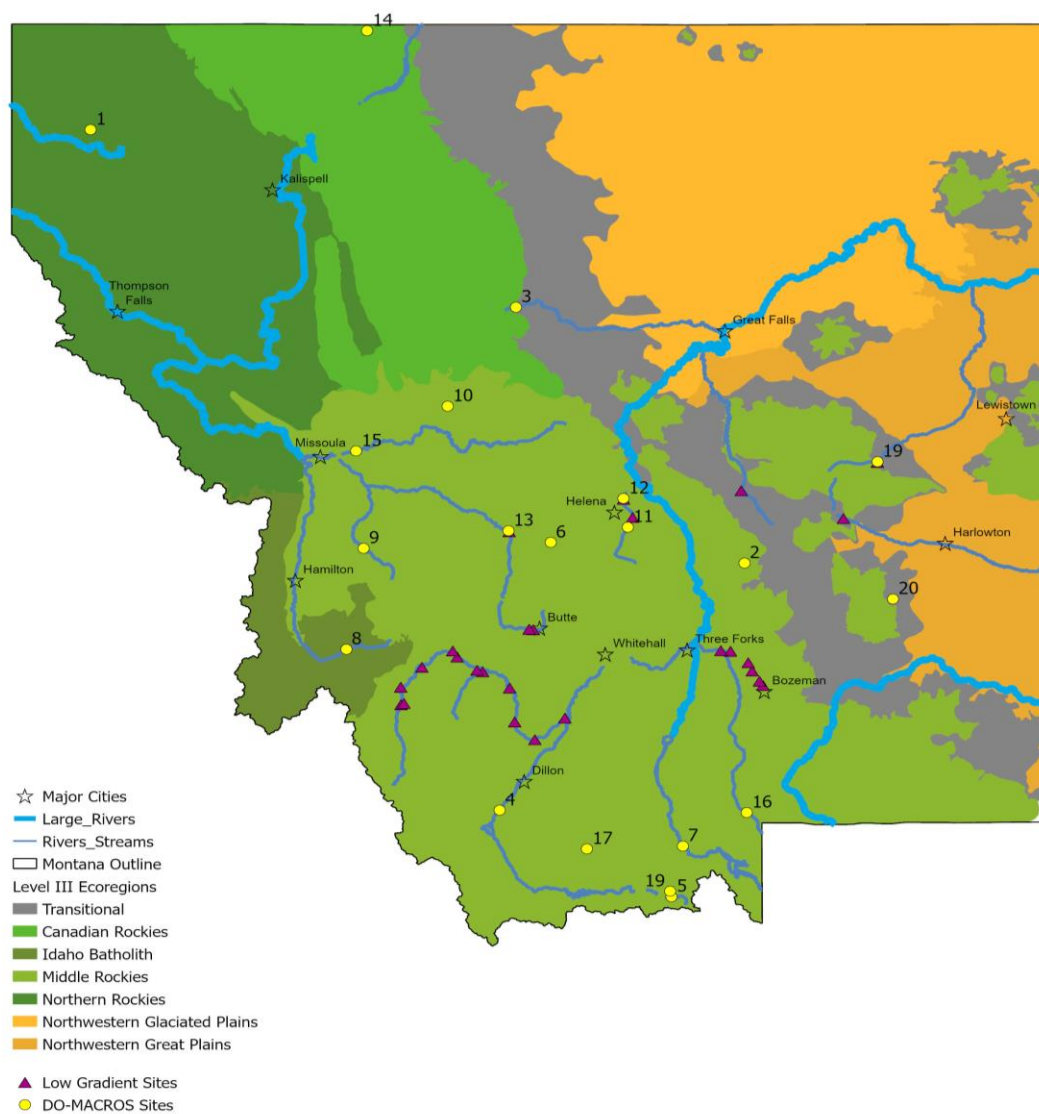 14
1
Kalispell
Thompson
Falls
3
Great Falls
10
Lewistown
15
Missoula
19
12
Helena
11
13
6
Harlowton
9
2
Hamilton
20
Butte
8
Whitehall
Three Forks
Bozeman
Dillon
4
16
17
7
19
5
Major Cities
Large_Rivers
Rivers_Streams
Montana Outline
Level III Ecoregions
Transitional
Canadian Rockies
Idaho Batholith
Middle Rockies
Northern Rockies
Northwestern Glaciated Plains
Northwestern Great Plains
Low Gradient Sites
DO-MACROS Sites